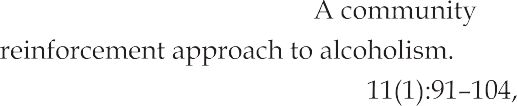 A community
reinforcement approach to alcoholism.
11(1):91–104,